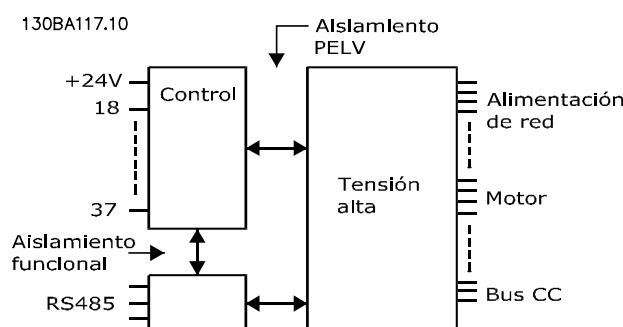 130BA117.10
Aislamiento
PELV
+24V
18
Control
37
Tensión
alta
Alimentación
de red
Motor
Bus CC
Aislamiento
funcional
RS485